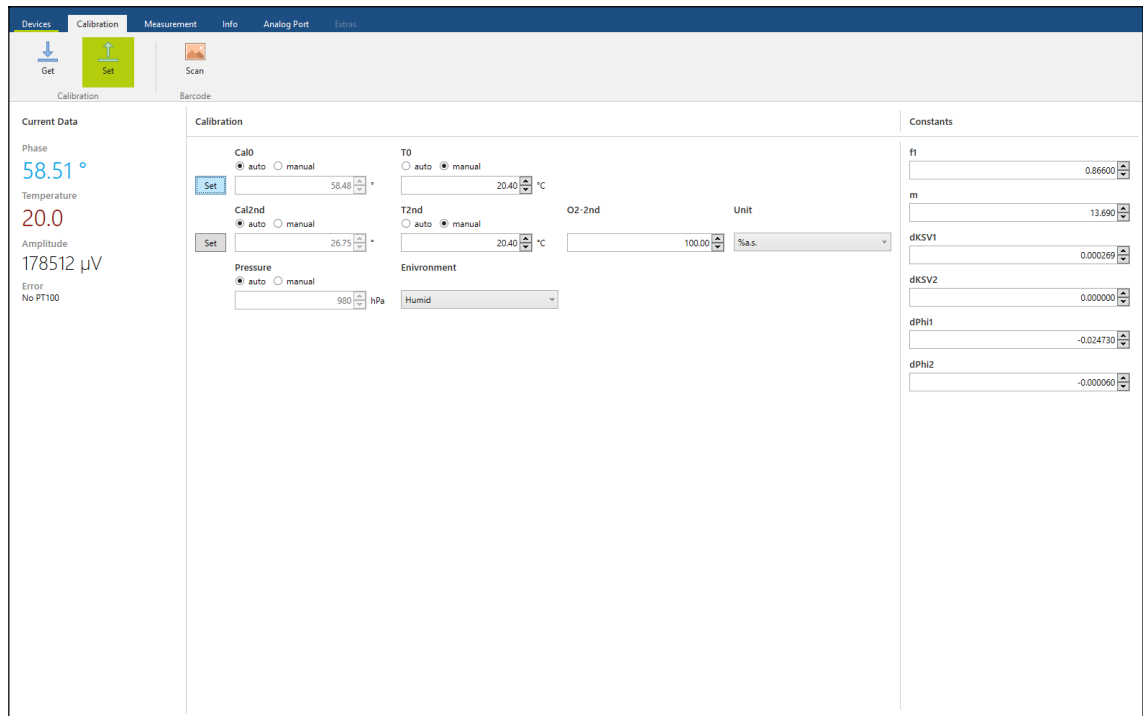 Devices Calibration Measurement Info Analog Port Extras
Get Set Scan
Calibration Barcode
Current Data
Phase
58.51 °
Temperature
20.0
Amplitude
178512 µV
Error
No PT100
Calibration
Cal0 T0
auto manual auto manual
Set 58.48 ° 20.40 °C
Cal2nd T2nd O2-2nd Unit
auto manual auto manual
Set 26.75 ° 20.40 °C 100.00 %a.s.
Pressure Enivronment
auto manual
980 hPa Humid
Constants
f1
0.86600
m
13.690
dKSV1
0.000269
dKSV2
0.000000
dPhi1
-0.024730
dPhi2
-0.000060